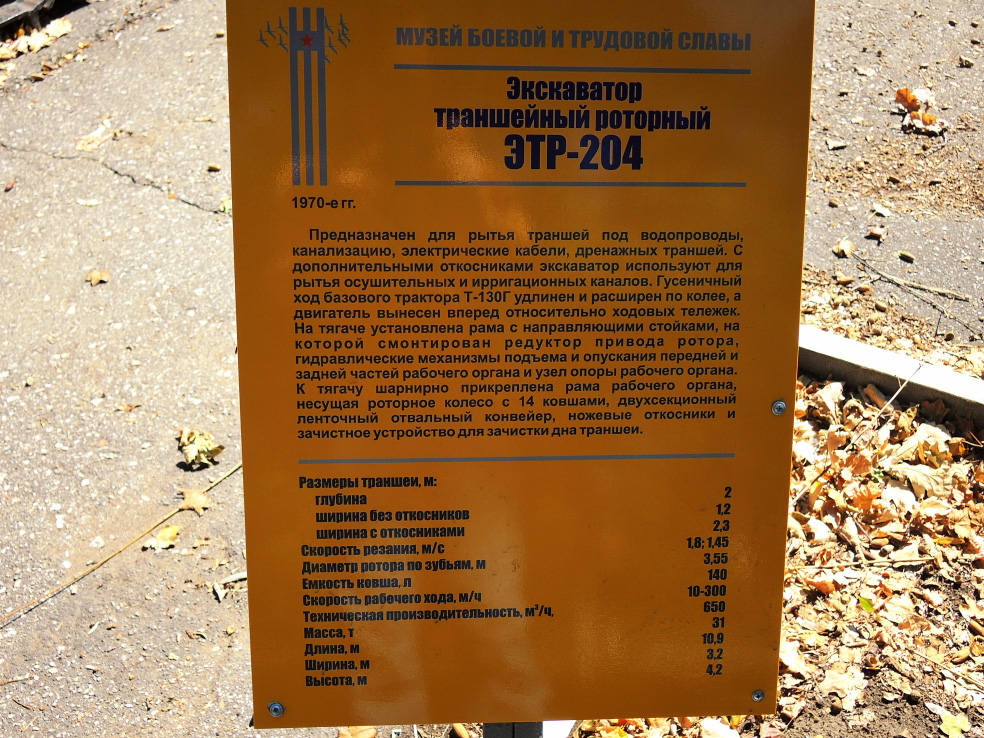 МУЗЕЙ БОЕВОЙ И ТРУДОВОЙ СЛАВЫ
Экскаватор
траншейный роторный
ЭТР-204
1970-е гг.
Предназначен для рытья траншей под водопроводы,
канализацию, электрические кабели, дренажных траншей. С
дополнительными откосниками экскаватор используют для
рытья осушительных и ирригационных каналов. Гусеничный
ход базового трактора Т-130Г удлинен и расширен по колее, а
двигатель вынесен вперед относительно ходовых тележек.
На тягаче установлена рама с направляющими стойками, на
которой смонтирован редуктор привода ротора,
гидравлические механизмы подъема и опускания передней и
задней частей рабочего органа и узел опоры рабочего органа.
К тягачу шарнирно прикреплена рама рабочего органа,
несущая роторное колесо с 14 ковшами, двухсекционный
ленточный отвальный конвейер, ножевые откосники и
зачистное устройство для зачистки дна траншеи.
Размеры траншеи, м:
глубина 2
ширина без откосников 1,2
ширина с откосниками 2,3
Скорость резания, м/с 1,8; 1,45
Диаметр ротора по зубьям, м 3,55
Емкость ковша, л 140
Скорость рабочего хода, м/ч 10-300
Техническая производительность, м³/ч, 650
Масса, т 31
Длина, м 10,9
Ширина, м 3,2
Высота, м 4,2